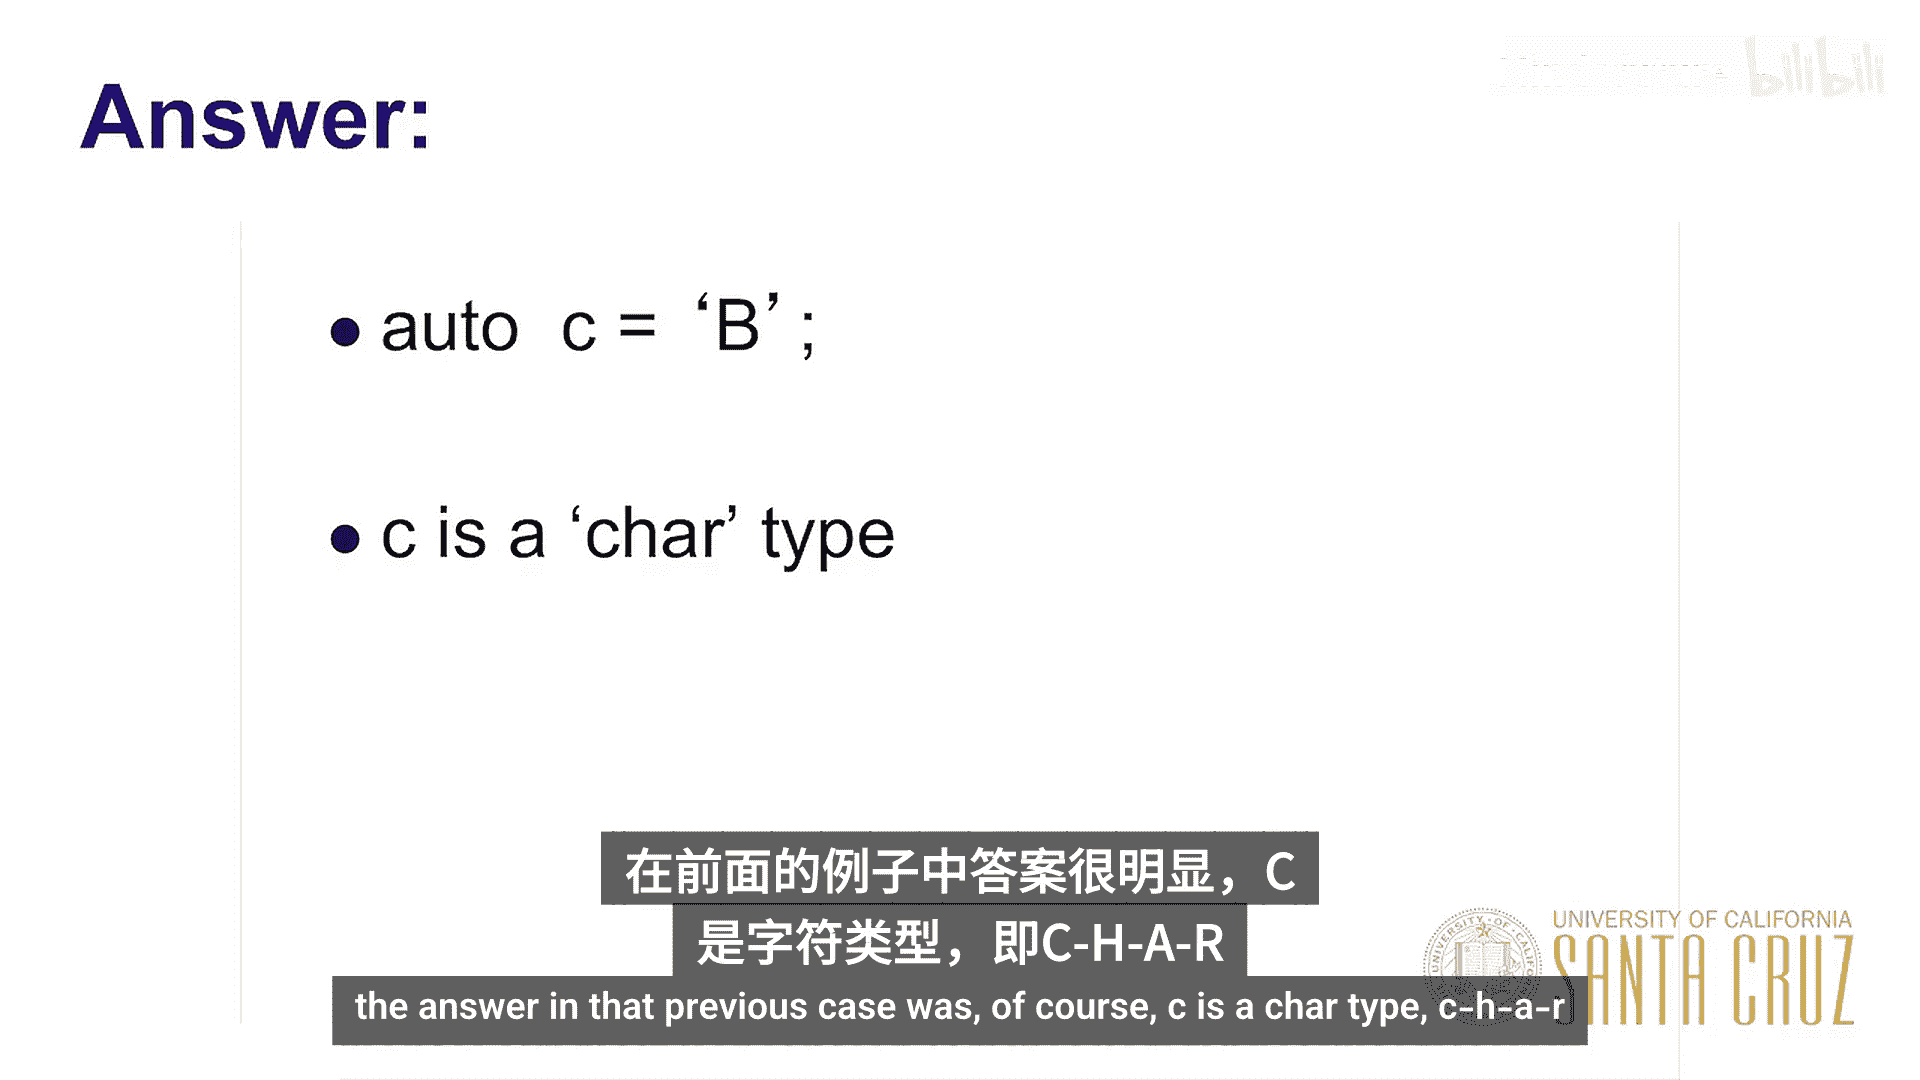 bilibili
Answer:
● auto c = ‘B’ ;
● c is a ‘char’ type
在前面的例子中答案很明显，C
是字符类型，即C-H-A-R
the answer in that previous case was, of course, c is a char type, c-h-a-r
UNIVERSITY OF CALIFORNIA
SANTA CRUZ